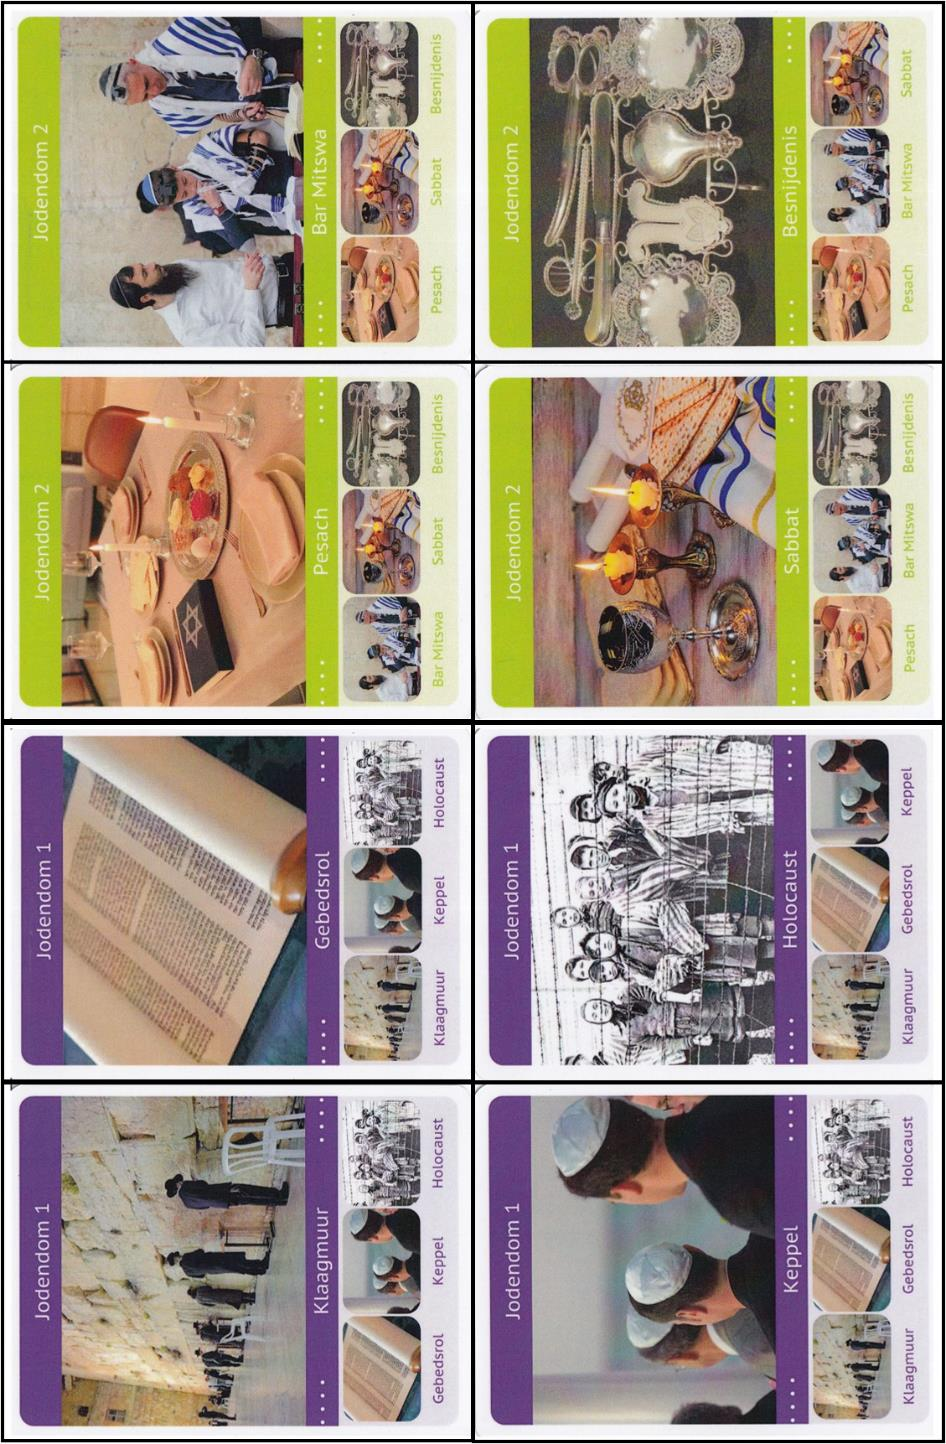 Jodendom 1
Klaagmuur
Gebedsrol Keppel Holocaust
Jodendom 1
Gebedsrol
Klaagmuur Keppel Holocaust
Jodendom 2
Pesach
Bar Mitswa Sabbat Besnijdenis
Jodendom 2
Bar Mitswa
Pesach Sabbat Besnijdenis
Jodendom 1
Keppel
Klaagmuur Gebedsrol Holocaust
Jodendom 1
Holocaust
Klaagmuur Gebedsrol Keppel
Jodendom 2
Sabbat
Pesach Bar Mitswa Besnijdenis
Jodendom 2
Besnijdenis
Pesach Bar Mitswa Sabbat